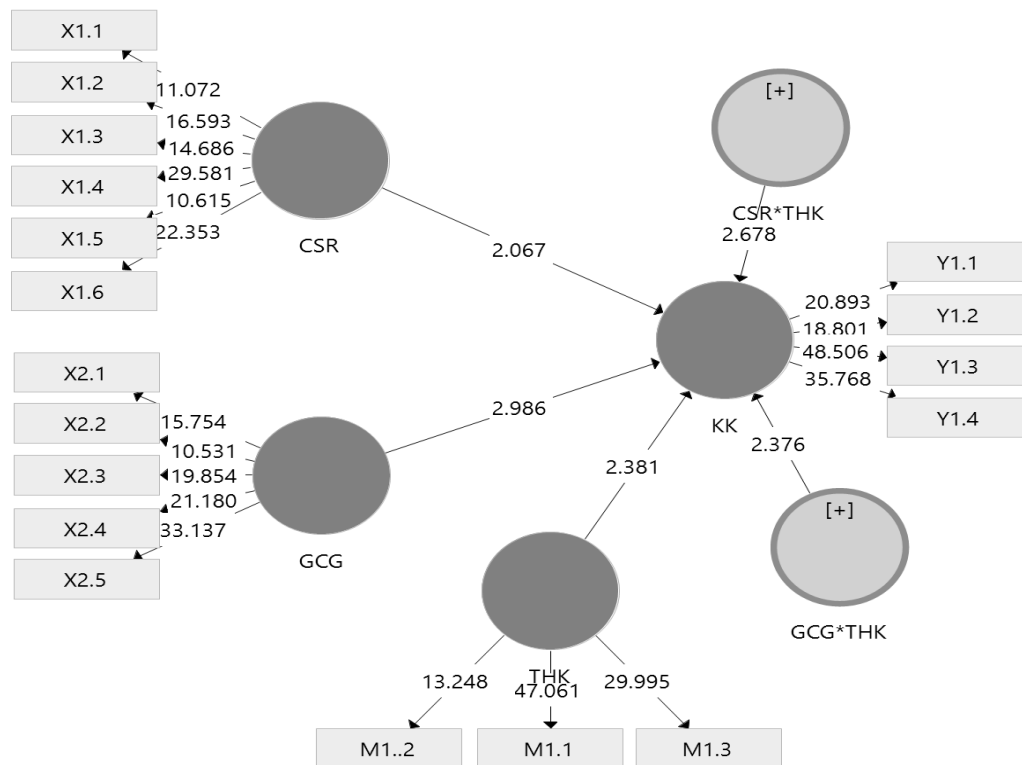 X1.1
X1.2
X1.3
X1.4
X1.5
X1.6
11.072
16.593
14.686
29.581
10.615
22.353
CSR
2.067
[+]
CSR*THK
2.678
Y1.1
Y1.2
Y1.3
Y1.4
20.893
18.801
48.506
35.768
KK
X2.1
X2.2
X2.3
X2.4
X2.5
15.754
10.531
19.854
21.180
33.137
GCG
2.986
2.381
2.376
[+]
GCG*THK
THK
13.248
47.061
29.995
M1..2
M1.1
M1.3